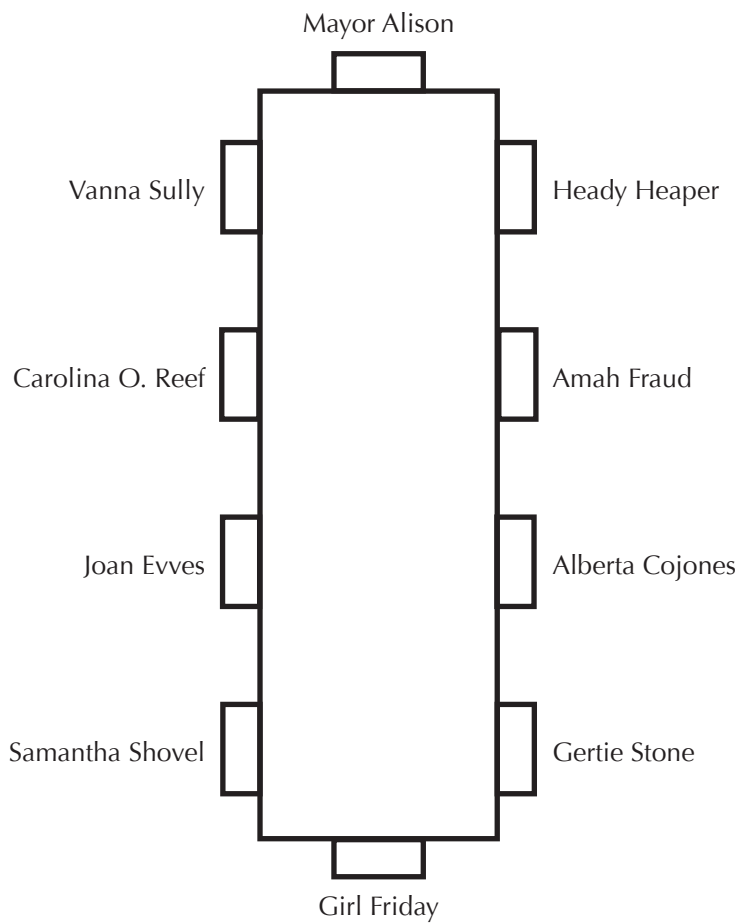 Mayor Alison
Vanna Sully
Heady Heaper
Carolina O. Reef
Amah Fraud
Joan Evves
Alberta Cojones
Samantha Shovel
Gertie Stone
Girl Friday